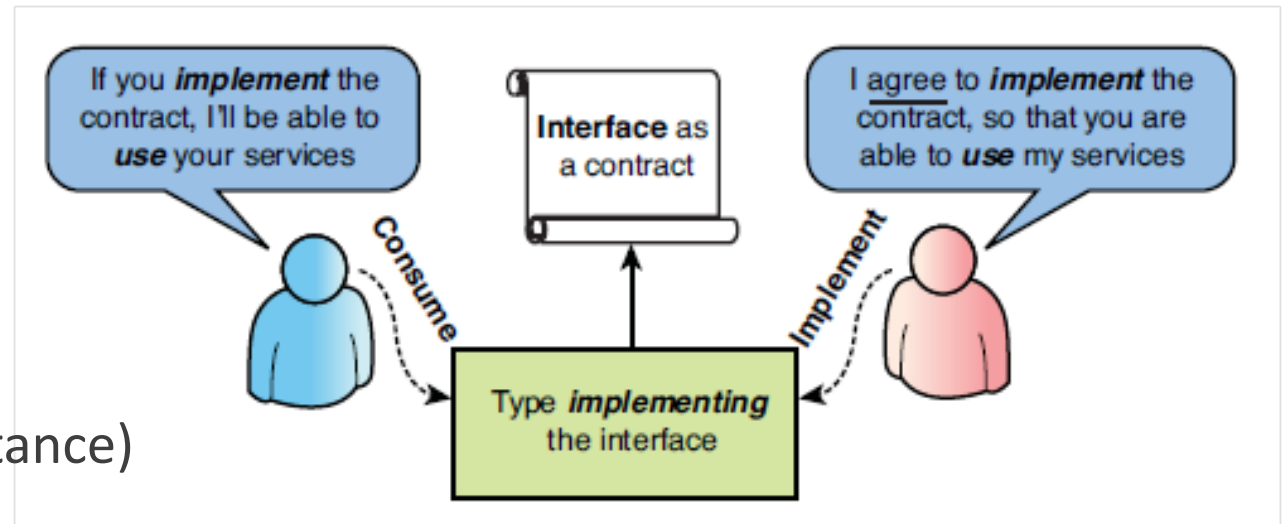 If you implement the
contract, I'll be able to
use your services
Interface as
a contract
I agree to implement the
contract, so that you are
able to use my services
Consume
Implement
Type implementing
the interface
tance)